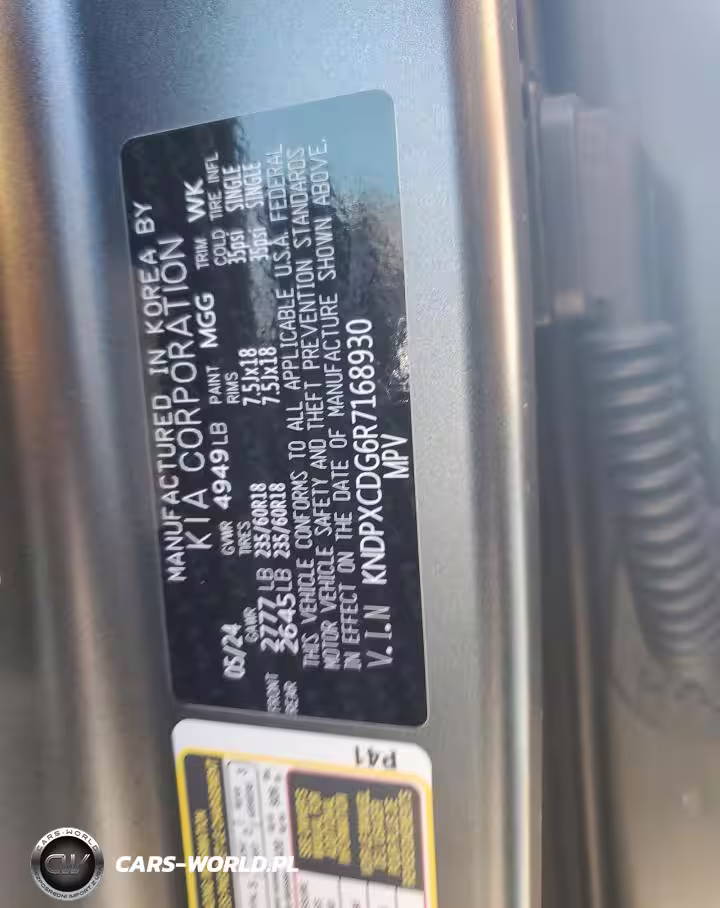 MANUFACTURED IN KOREA BY
KIA CORPORATION
05/24 GVWR 4949LB PAINT MGG TRIM WK
GAWR TIRES RIMS COLD TIRE INFL
FRONT 2777LB 235/60R18 7.5Jx18 35psi SINGLE
REAR 2645LB 235/60R18 7.5Jx18 35psi SINGLE
THIS VEHICLE CONFORMS TO ALL APPLICABLE U.S.A. FEDERAL
MOTOR VEHICLE SAFETY AND THEFT PREVENTION STANDARDS
IN EFFECT ON THE DATE OF MANUFACTURE SHOWN ABOVE.
V.I.N KNDPXCDG6R7168930
MPV
P41
CARS-WORLD
CW
CARS-WORLD.PL